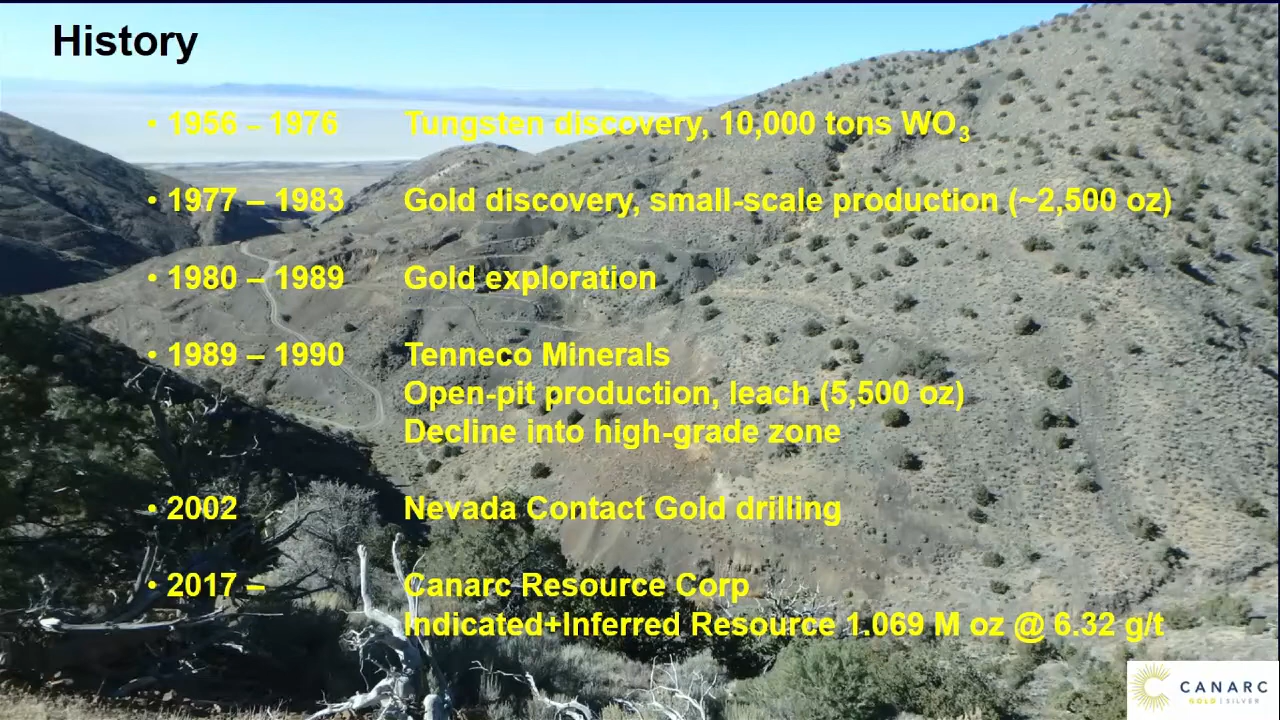 History
• 1956 – 1976 Tungsten discovery, 10,000 tons WO₃
• 1977 – 1983 Gold discovery, small-scale production (~2,500 oz)
• 1980 – 1989 Gold exploration
• 1989 – 1990 Tenneco Minerals
Open-pit production, leach (5,500 oz)
Decline into high-grade zone
• 2002 Nevada Contact Gold drilling
• 2017 – Canarc Resource Corp
Indicated+Inferred Resource 1.069 M oz @ 6.32 g/t
CANARC
GOLD | SILVER